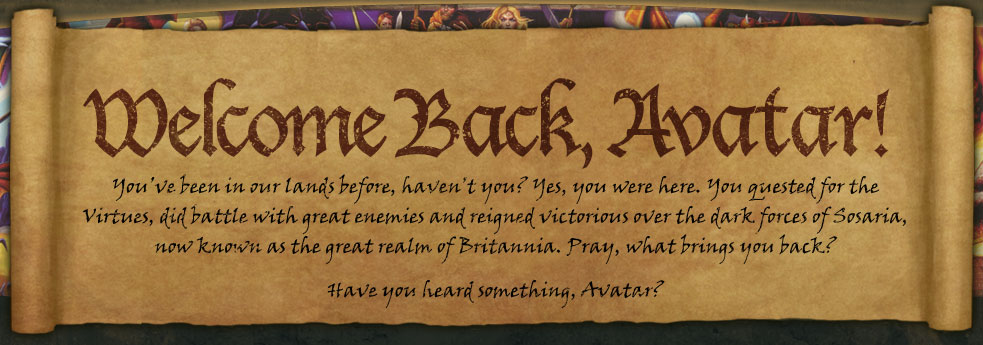 Welcome Back, Avatar!
You've been in our lands before, haven't you? Yes, you were here. You quested for the
Virtues, did battle with great enemies and reigned victorious over the dark forces of Sosaria,
now known as the great realm of Britannia. Pray, what brings you back?
Have you heard something, Avatar?